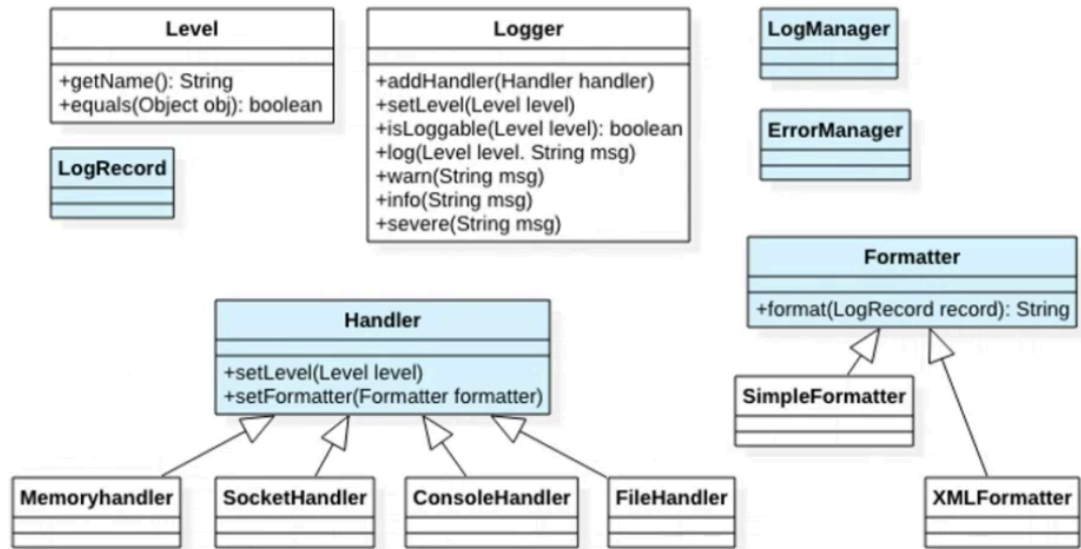 Level
+getName(): String
+equals(Object obj): boolean
Logger
+addHandler(Handler handler)
+setLevel(Level level)
+isLoggable(Level level): boolean
+log(Level level. String msg)
+warn(String msg)
+info(String msg)
+severe(String msg)
LogManager
ErrorManager
LogRecord
Formatter
+format(LogRecord record): String
Handler
+setLevel(Level level)
+setFormatter(Formatter formatter)
SimpleFormatter
Memoryhandler
SocketHandler
ConsoleHandler
FileHandler
XMLFormatter